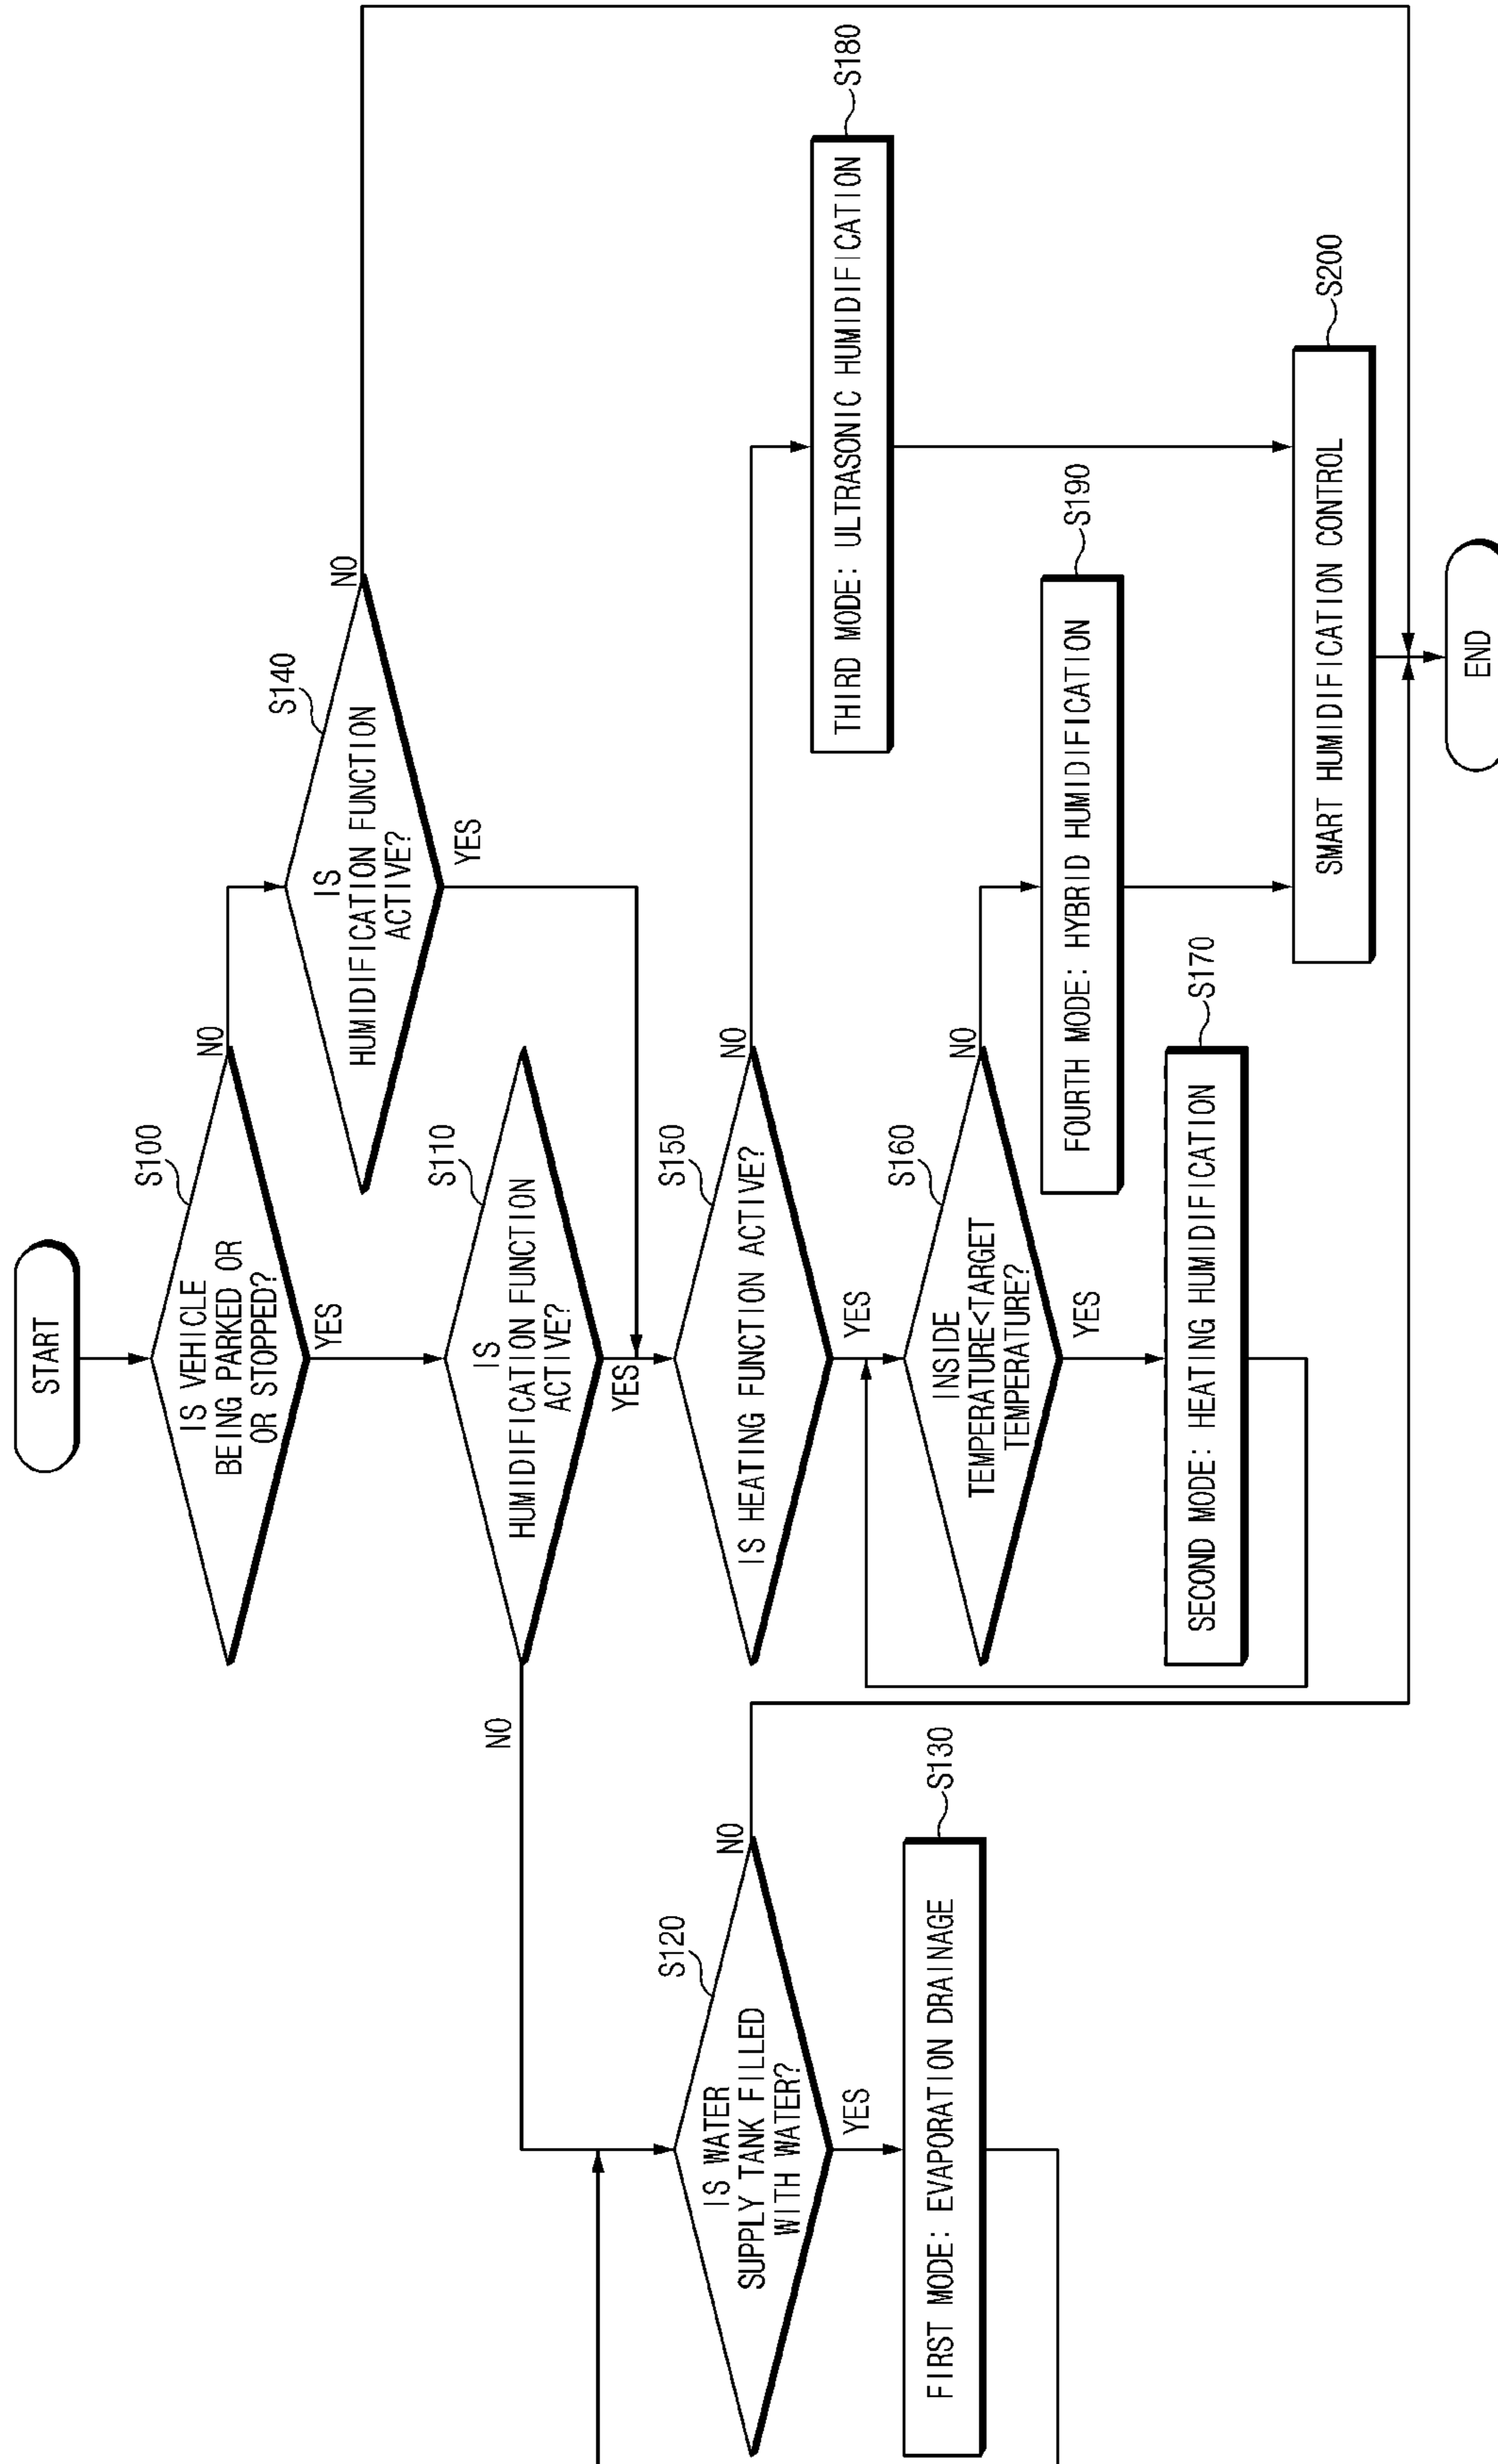 START
S100
IS VEHICLE
BEING PARKED OR
OR STOPPED?
NO
YES
S140
IS
HUMIDIFICATION FUNCTION
ACTIVE?
NO
YES
S110
IS
HUMIDIFICATION FUNCTION
ACTIVE?
NO
YES
S120
IS WATER
SUPPLY TANK FILLED
WITH WATER?
NO
YES
S130
FIRST MODE: EVAPORATION DRAINAGE
S150
IS HEATING FUNCTION ACTIVE?
NO
YES
S160
INSIDE
TEMPERATURE<TARGET
TEMPERATURE?
NO
YES
S170
SECOND MODE: HEATING HUMIDIFICATION
S180
THIRD MODE: ULTRASONIC HUMIDIFICATION
S190
FOURTH MODE: HYBRID HUMIDIFICATION
S200
SMART HUMIDIFICATION CONTROL
END